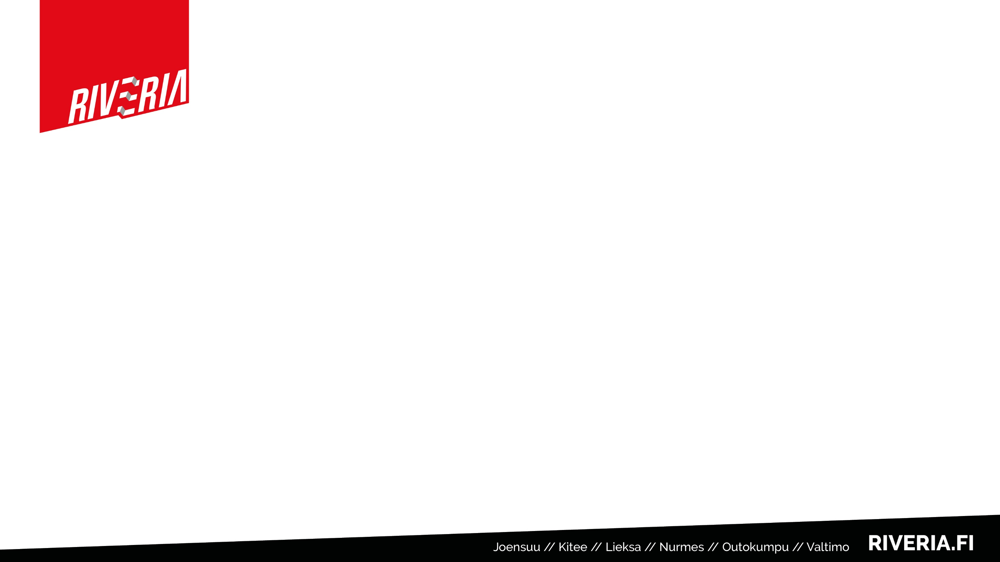 RIVERIA
Joensuu // Kitee // Lieksa // Nurmes // Outokumpu // Valtimo RIVERIA.FI